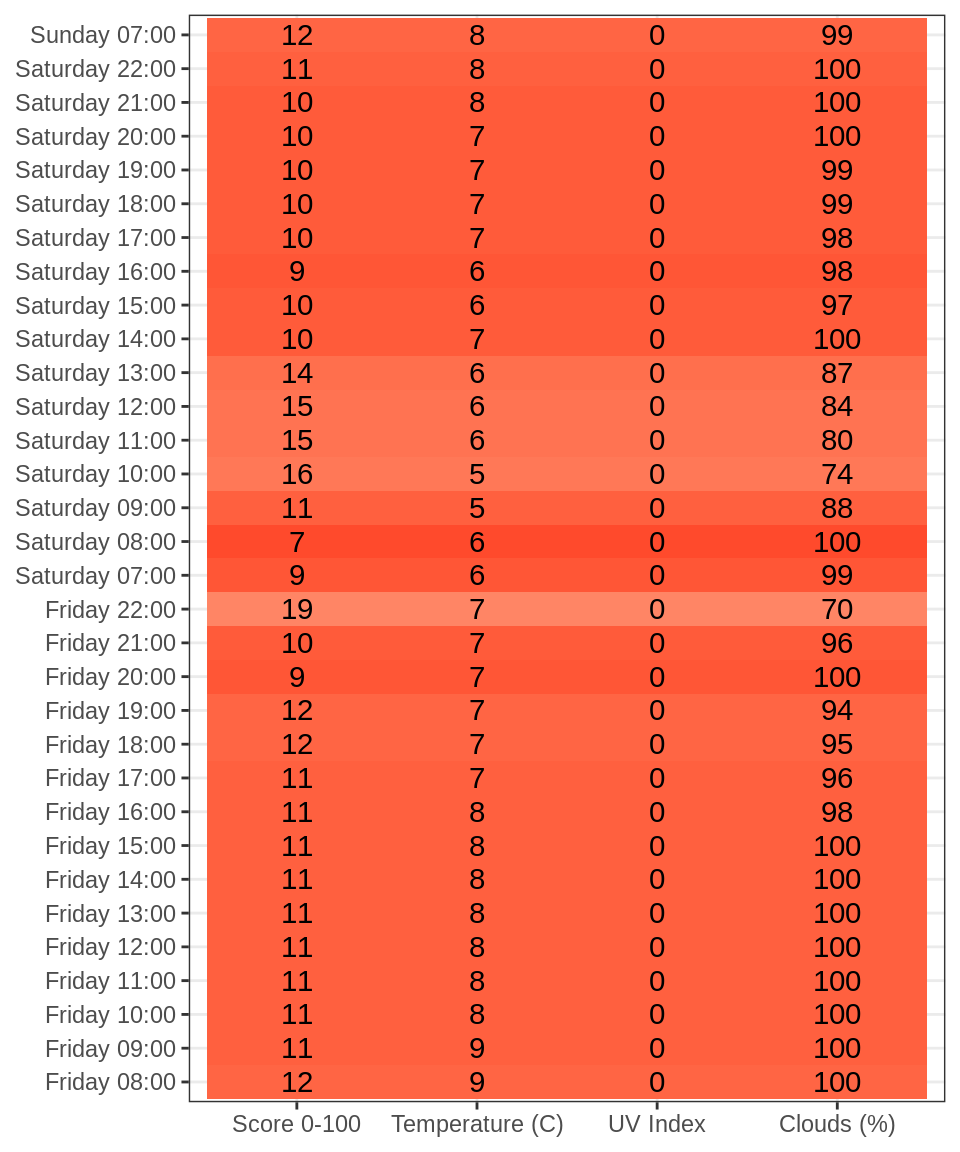 Sunday 07:00 12 8 0 99
Saturday 22:00 11 8 0 100
Saturday 21:00 10 8 0 100
Saturday 20:00 10 7 0 100
Saturday 19:00 10 7 0 99
Saturday 18:00 10 7 0 99
Saturday 17:00 10 7 0 98
Saturday 16:00 9 6 0 98
Saturday 15:00 10 6 0 97
Saturday 14:00 10 7 0 100
Saturday 13:00 14 6 0 87
Saturday 12:00 15 6 0 84
Saturday 11:00 15 6 0 80
Saturday 10:00 16 5 0 74
Saturday 09:00 11 5 0 88
Saturday 08:00 7 6 0 100
Saturday 07:00 9 6 0 99
Friday 22:00 19 7 0 70
Friday 21:00 10 7 0 96
Friday 20:00 9 7 0 100
Friday 19:00 12 7 0 94
Friday 18:00 12 7 0 95
Friday 17:00 11 7 0 96
Friday 16:00 11 8 0 98
Friday 15:00 11 8 0 100
Friday 14:00 11 8 0 100
Friday 13:00 11 8 0 100
Friday 12:00 11 8 0 100
Friday 11:00 11 8 0 100
Friday 10:00 11 8 0 100
Friday 09:00 11 9 0 100
Friday 08:00 12 9 0 100
Score 0-100 Temperature (C) UV Index Clouds (%)